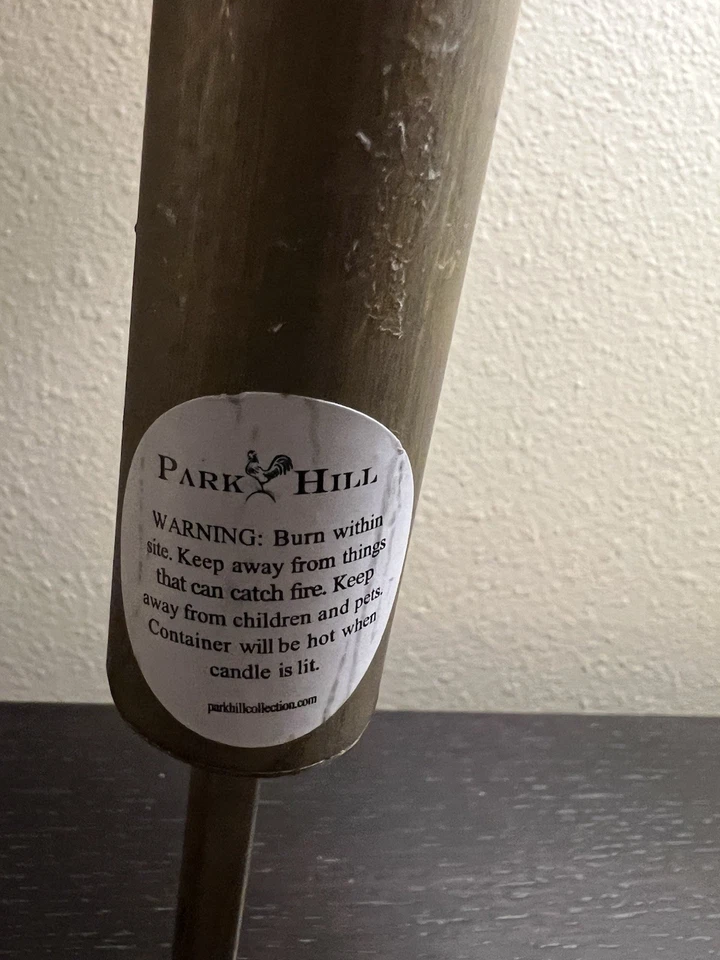 PARK HILL
WARNING: Burn within
site. Keep away from things
that can catch fire. Keep
away from children and pets.
Container will be hot when
candle is lit.
parkhillcollection.com